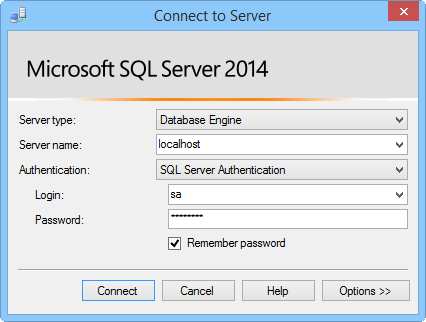 Connect to Server
Microsoft SQL Server 2014
Server type: Database Engine
Server name: localhost
Authentication: SQL Server Authentication
Login: sa
Password: ********
Remember password
Connect Cancel Help Options >>